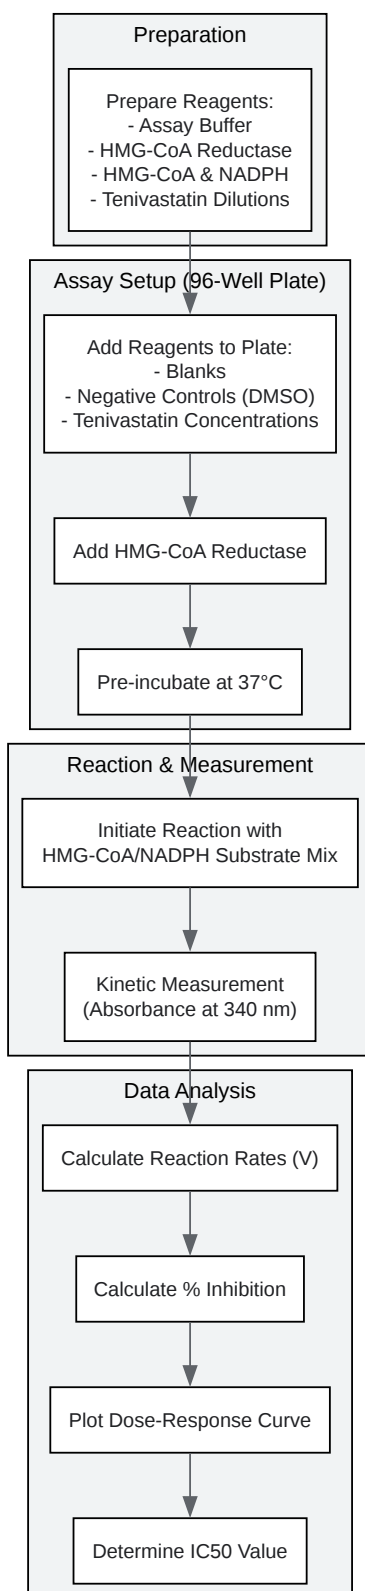 Preparation
Prepare Reagents:
- Assay Buffer
- HMG-CoA Reductase
- HMG-CoA & NADPH
- Tenivastatin Dilutions
Assay Setup (96-Well Plate)
Add Reagents to Plate:
- Blanks
- Negative Controls (DMSO)
- Tenivastatin Concentrations
Add HMG-CoA Reductase
Pre-incubate at 37°C
Reaction & Measurement
Initiate Reaction with
HMG-CoA/NADPH Substrate Mix
Kinetic Measurement
(Absorbance at 340 nm)
Data Analysis
Calculate Reaction Rates (V)
Calculate % Inhibition
Plot Dose-Response Curve
Determine IC50 Value